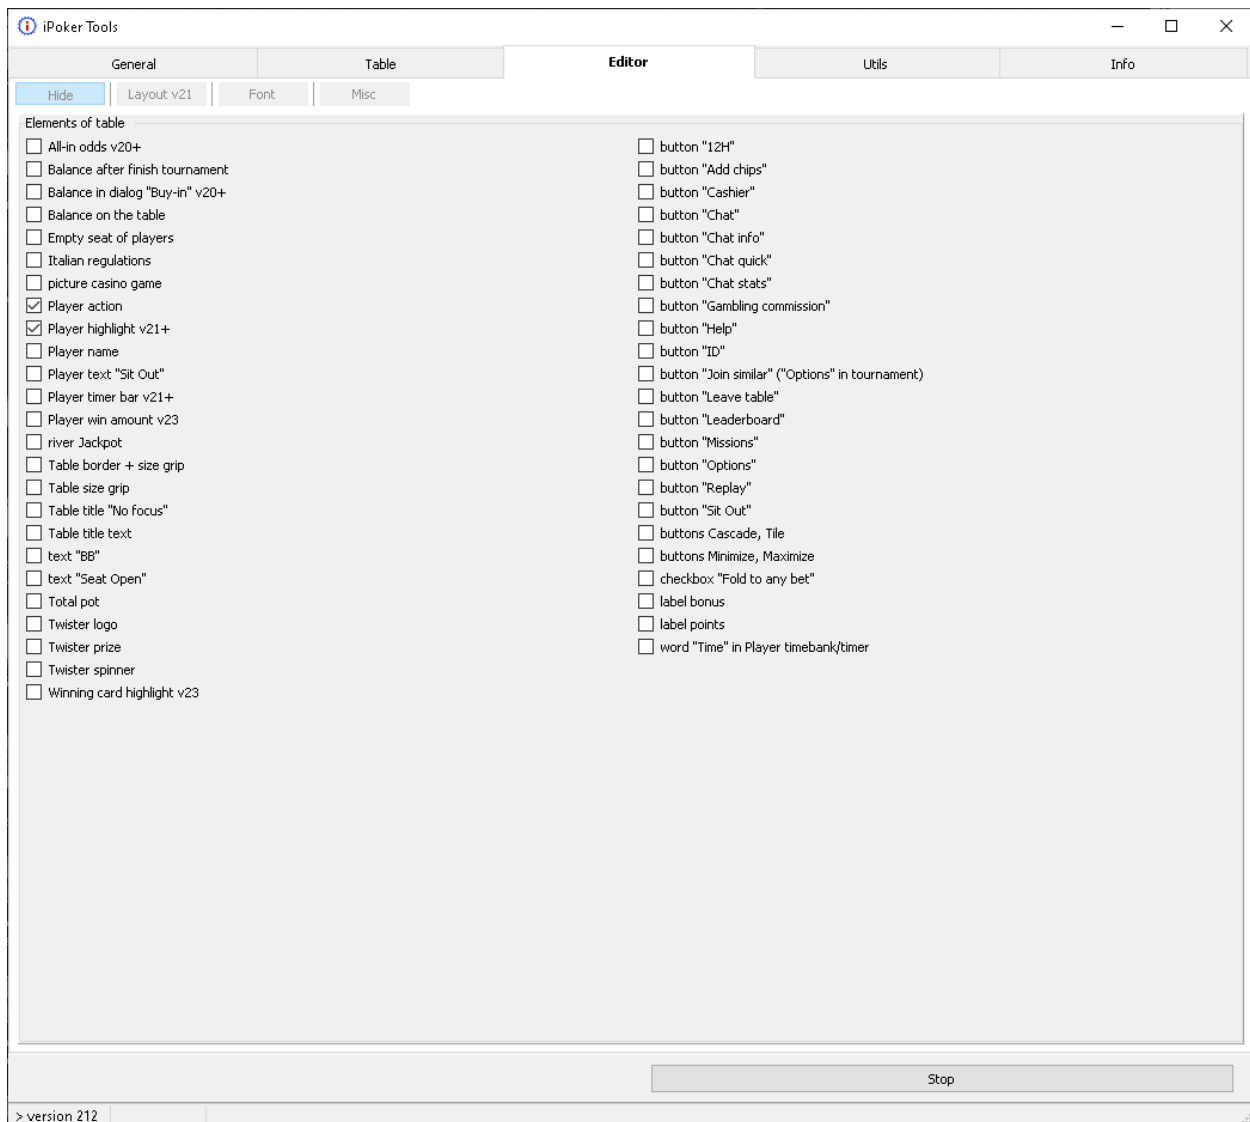 iPoker Tools
General
Table
Editor
Utils
Info
Hide
Layout v21
Font
Misc
Elements of table
All-in odds v20+
Balance after finish tournament
Balance in dialog "Buy-in" v20+
Balance on the table
Empty seat of players
Italian regulations
picture casino game
Player action
Player highlight v21+
Player name
Player text "Sit Out"
Player timer bar v21+
Player win amount v23
river Jackpot
Table border + size grip
Table size grip
Table title "No focus"
Table title text
text "BB"
text "Seat Open"
Total pot
Twister logo
Twister prize
Twister spinner
Winning card highlight v23
button "12H"
button "Add chips"
button "Cashier"
button "Chat"
button "Chat info"
button "Chat quick"
button "Chat stats"
button "Gambling commission"
button "Help"
button "ID"
button "Join similar" ("Options" in tournament)
button "Leave table"
button "Leaderboard"
button "Missions"
button "Options"
button "Replay"
button "Sit Out"
buttons Cascade, Tile
buttons Minimize, Maximize
checkbox "Fold to any bet"
label bonus
label points
word "Time" in Player timebank/timer
Stop
> version 212